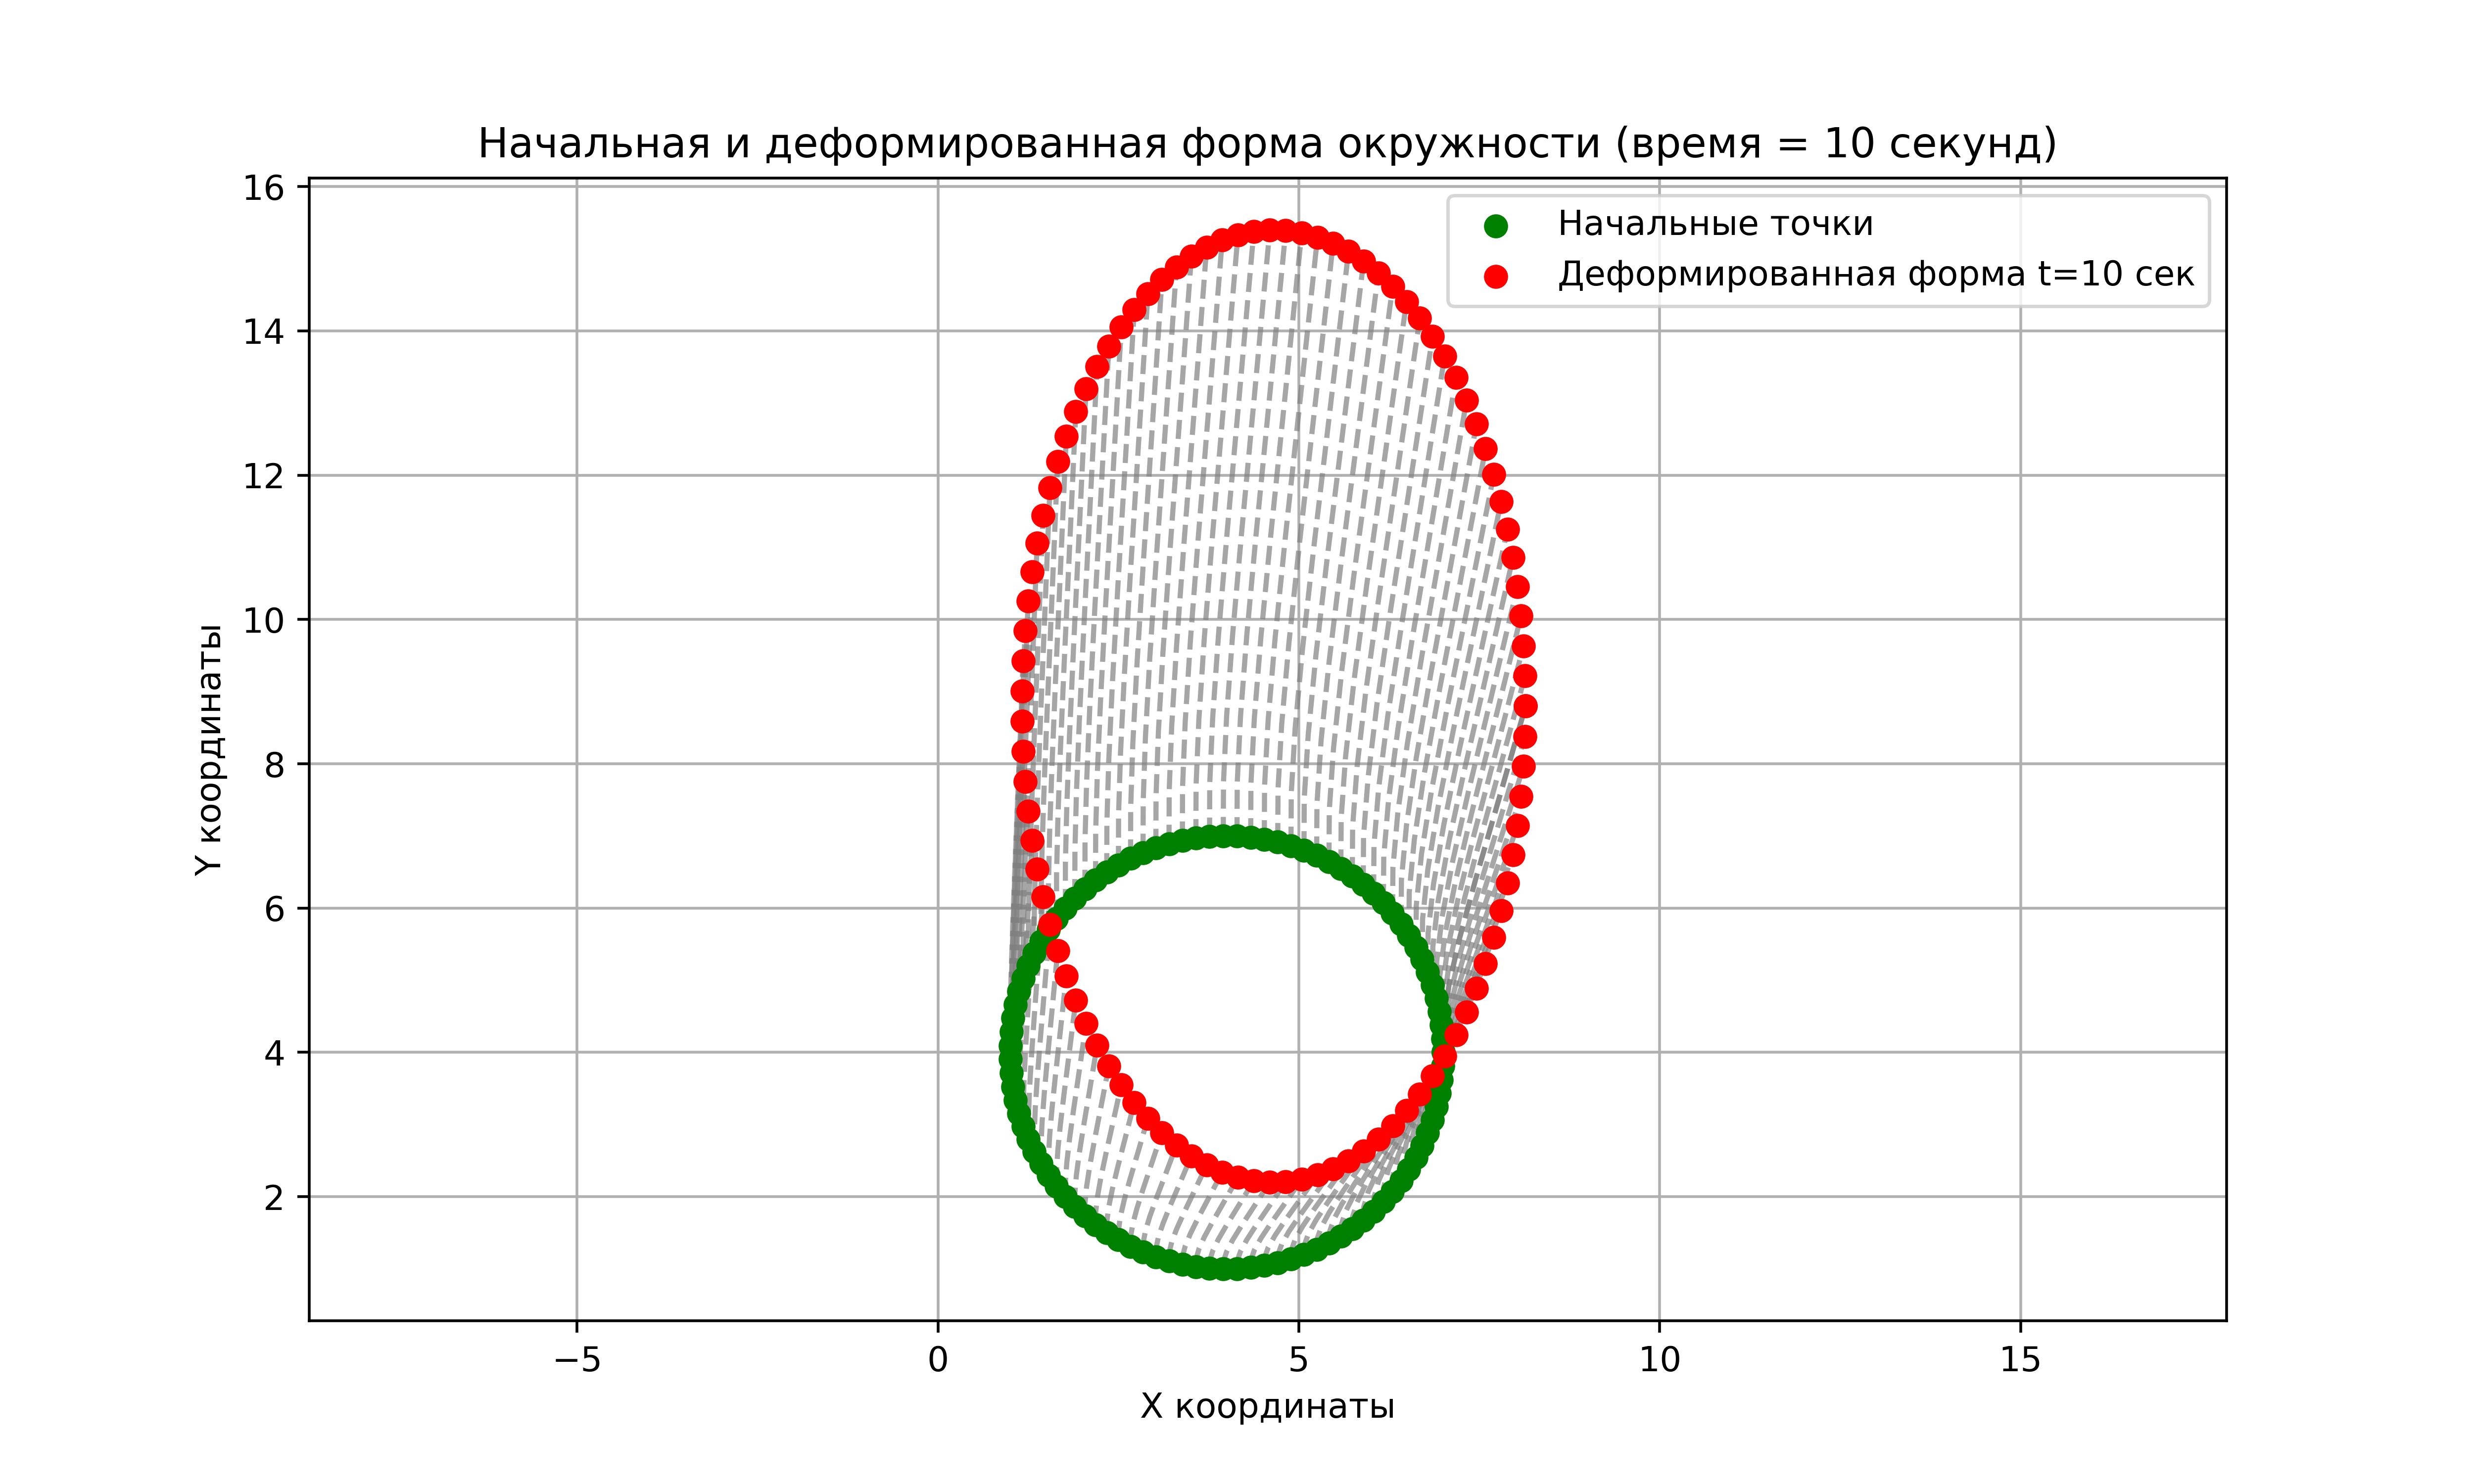 Начальная и деформированная форма окружности (время = 10 секунд)
Начальные точки
Деформированная форма t=10 сек
Y координаты
16
14
12
10
8
6
4
2
−5
0
5
10
15
X координаты